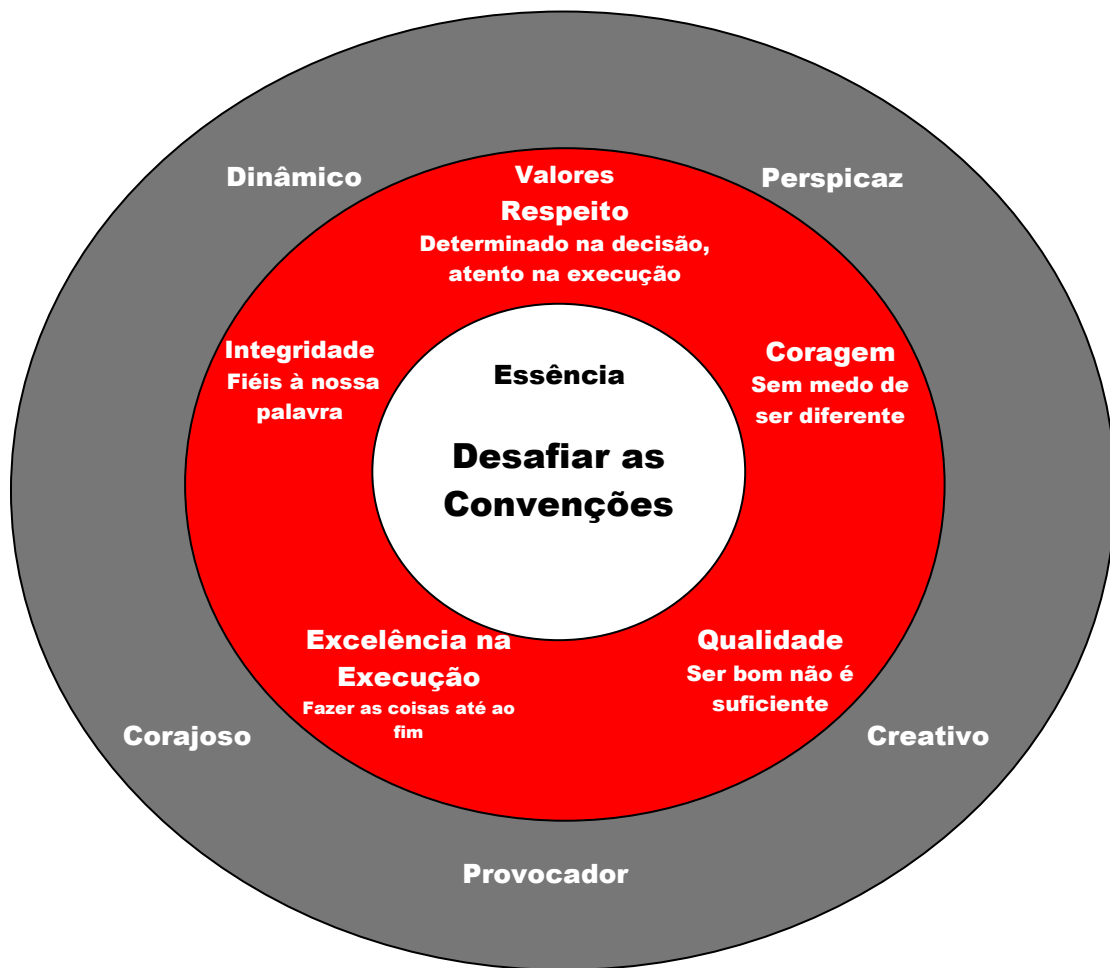 Dinâmico
Perspicaz
Valores
Respeito
Determinado na decisão,
atento na execução
Integridade
Fiéis à nossa
palavra
Coragem
Sem medo de
ser diferente
Essência
Desafiar as
Convenções
Excelência na
Execução
Fazer as coisas até ao
fim
Qualidade
Ser bom não é
suficiente
Corajoso
Creativo
Provocador